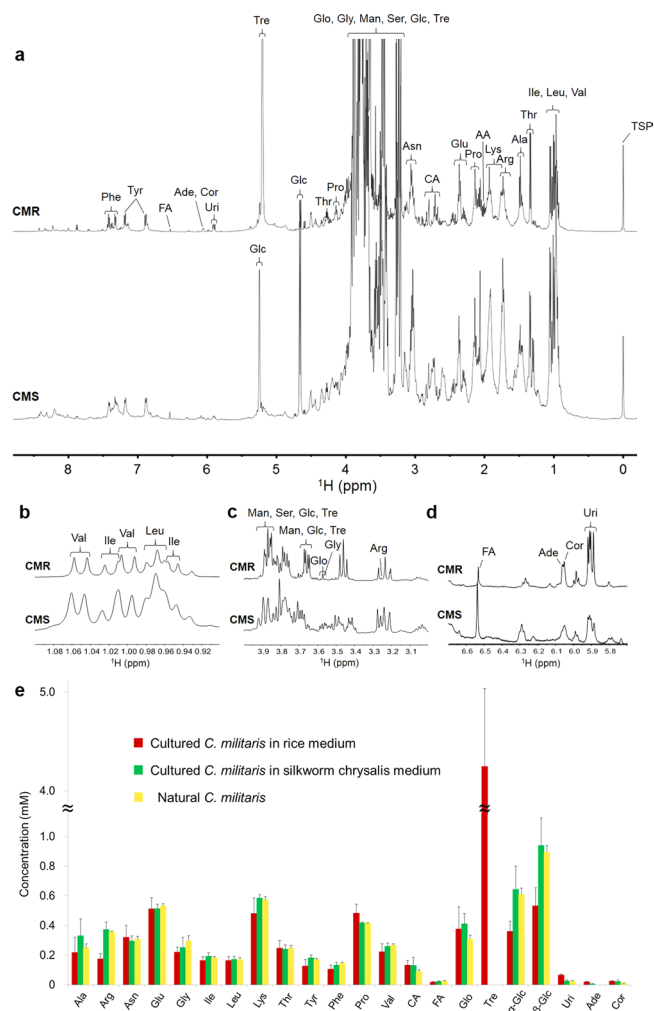 a
Tre
Glo, Gly, Man, Ser, Glc, Tre
Ile, Leu, Val
Thr
TSP
AA
Asn
Glu
Lys
Ala
Pro
Arg
CA
Glc
Pro
Thr
Phe
Tyr
FA
Ade, Cor
Uri
CMR
Glc
CMS
8 7 6 5 4 3 2 1 0
¹H (ppm)
b
Val
Ile
Val
Leu
Ile
CMR
CMS
1.08 1.06 1.04 1.02 1.00 0.98 0.96 0.94 0.92
¹H (ppm)
c
Man, Ser, Glc, Tre
Man, Glc, Tre
Gly
Glo
Arg
CMR
CMS
3.9 3.8 3.7 3.6 3.5 3.4 3.3 3.2 3.1
¹H (ppm)
d
Uri
FA
Ade
Cor
CMR
CMS
6.6 6.5 6.4 6.3 6.2 6.1 6.0 5.9 5.8
¹H (ppm)
e
5.0
4.0
1.0
0.8
0.6
0.4
0.2
0
Concentration (mM)
Cultured C. militaris in rice medium
Cultured C. militaris in silkworm chrysalis medium
Natural C. militaris
≈
≈
Ala Arg Asn Glu Gly Ile Leu Lys Thr Tyr Phe Pro Val CA FA Glo Tre α-Glc β-Glc Uri Ade Cor